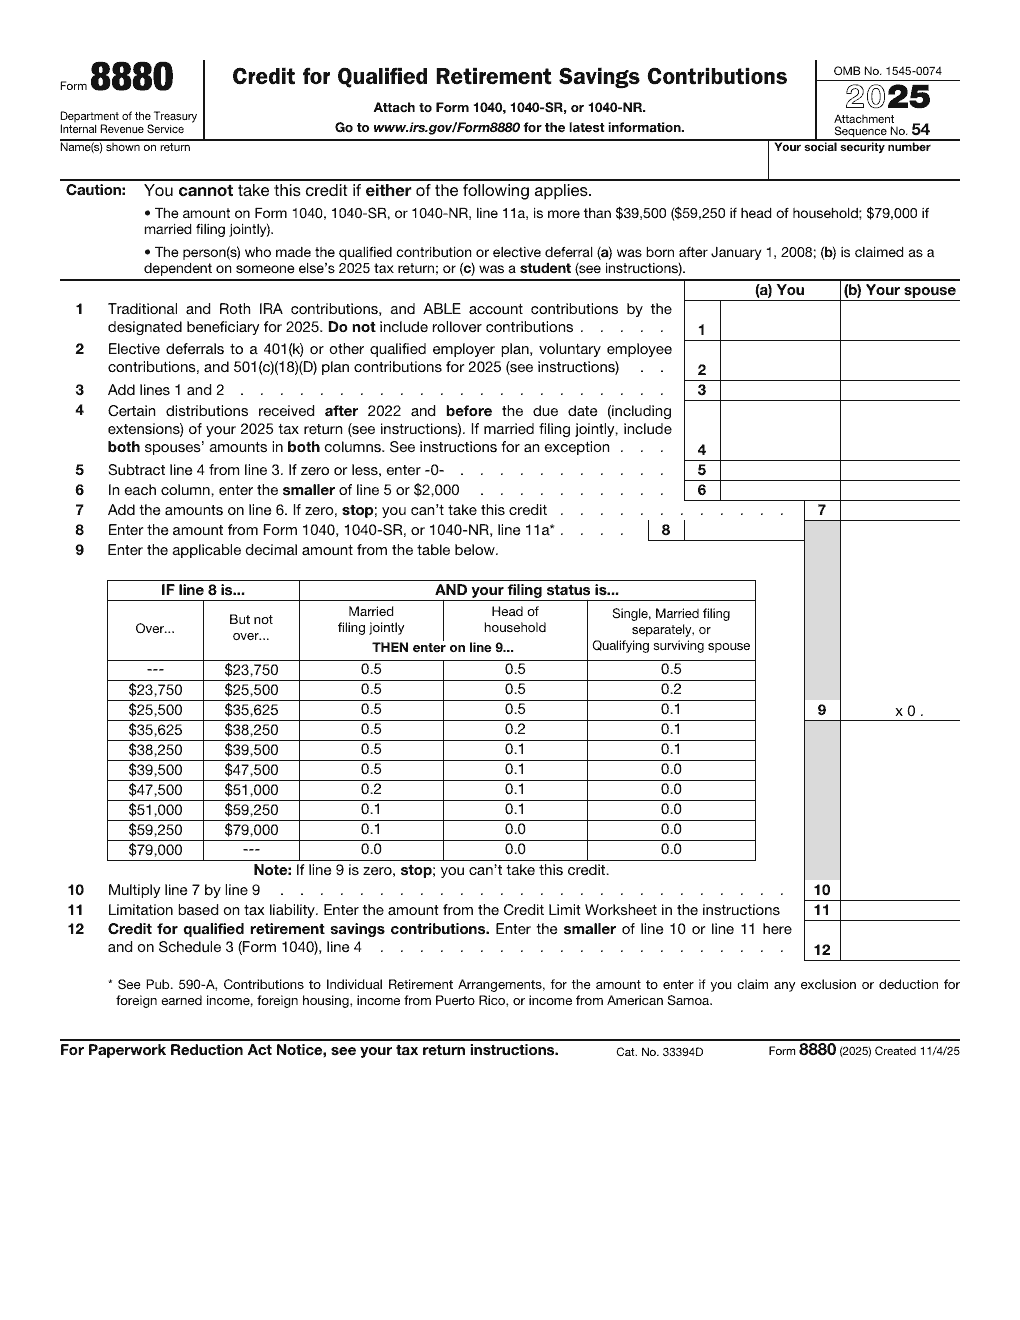 Form 8880
Department of the Treasury
Internal Revenue Service
Credit for Qualified Retirement Savings Contributions
Attach to Form 1040, 1040-SR, or 1040-NR.
Go to www.irs.gov/Form8880 for the latest information.
OMB No. 1545-0074
2025
Attachment
Sequence No. 54
Name(s) shown on return
Your social security number
Caution: You cannot take this credit if either of the following applies.
• The amount on Form 1040, 1040-SR, or 1040-NR, line 11a, is more than $39,500 ($59,250 if head of household; $79,000 if
married filing jointly).
• The person(s) who made the qualified contribution or elective deferral (a) was born after January 1, 2008; (b) is claimed as a
dependent on someone else's 2025 tax return; or (c) was a student (see instructions).
(a) You (b) Your spouse
1 Traditional and Roth IRA contributions, and ABLE account contributions by the
designated beneficiary for 2025. Do not include rollover contributions . . . . . 1
2 Elective deferrals to a 401(k) or other qualified employer plan, voluntary employee
contributions, and 501(c)(18)(D) plan contributions for 2025 (see instructions) . . 2
3 Add lines 1 and 2 . . . . . . . . . . . . . . . . . . . . . . 3
4 Certain distributions received after 2022 and before the due date (including
extensions) of your 2025 tax return (see instructions). If married filing jointly, include
both spouses' amounts in both columns. See instructions for an exception . . . 4
5 Subtract line 4 from line 3. If zero or less, enter -0- . . . . . . . . . . . 5
6 In each column, enter the smaller of line 5 or $2,000 . . . . . . . . . . 6
7 Add the amounts on line 6. If zero, stop; you can't take this credit . . . . . . . . . . . . 7
8 Enter the amount from Form 1040, 1040-SR, or 1040-NR, line 11a* . . . . 8
9 Enter the applicable decimal amount from the table below.
IF line 8 is... AND your filing status is...
Over... But not
over... Married
filing jointly Head of
household Single, Married filing
separately, or
Qualifying surviving spouse
THEN enter on line 9...
--- $23,750 0.5 0.5 0.5
$23,750 $25,500 0.5 0.5 0.2
$25,500 $35,625 0.5 0.5 0.1
9 x 0 .
$35,625 $38,250 0.5 0.2 0.1
$38,250 $39,500 0.5 0.1 0.1
$39,500 $47,500 0.5 0.1 0.0
$47,500 $51,000 0.2 0.1 0.0
$51,000 $59,250 0.1 0.1 0.0
$59,250 $79,000 0.1 0.0 0.0
$79,000 --- 0.0 0.0 0.0
Note: If line 9 is zero, stop; you can't take this credit.
10 Multiply line 7 by line 9 . . . . . . . . . . . . . . . . . . . . . . . . . . 10
11 Limitation based on tax liability. Enter the amount from the Credit Limit Worksheet in the instructions 11
12 Credit for qualified retirement savings contributions. Enter the smaller of line 10 or line 11 here
and on Schedule 3 (Form 1040), line 4 . . . . . . . . . . . . . . . . . . . . . 12
* See Pub. 590-A, Contributions to Individual Retirement Arrangements, for the amount to enter if you claim any exclusion or deduction for
foreign earned income, foreign housing, income from Puerto Rico, or income from American Samoa.
For Paperwork Reduction Act Notice, see your tax return instructions. Cat. No. 33394D Form 8880 (2025) Created 11/4/25